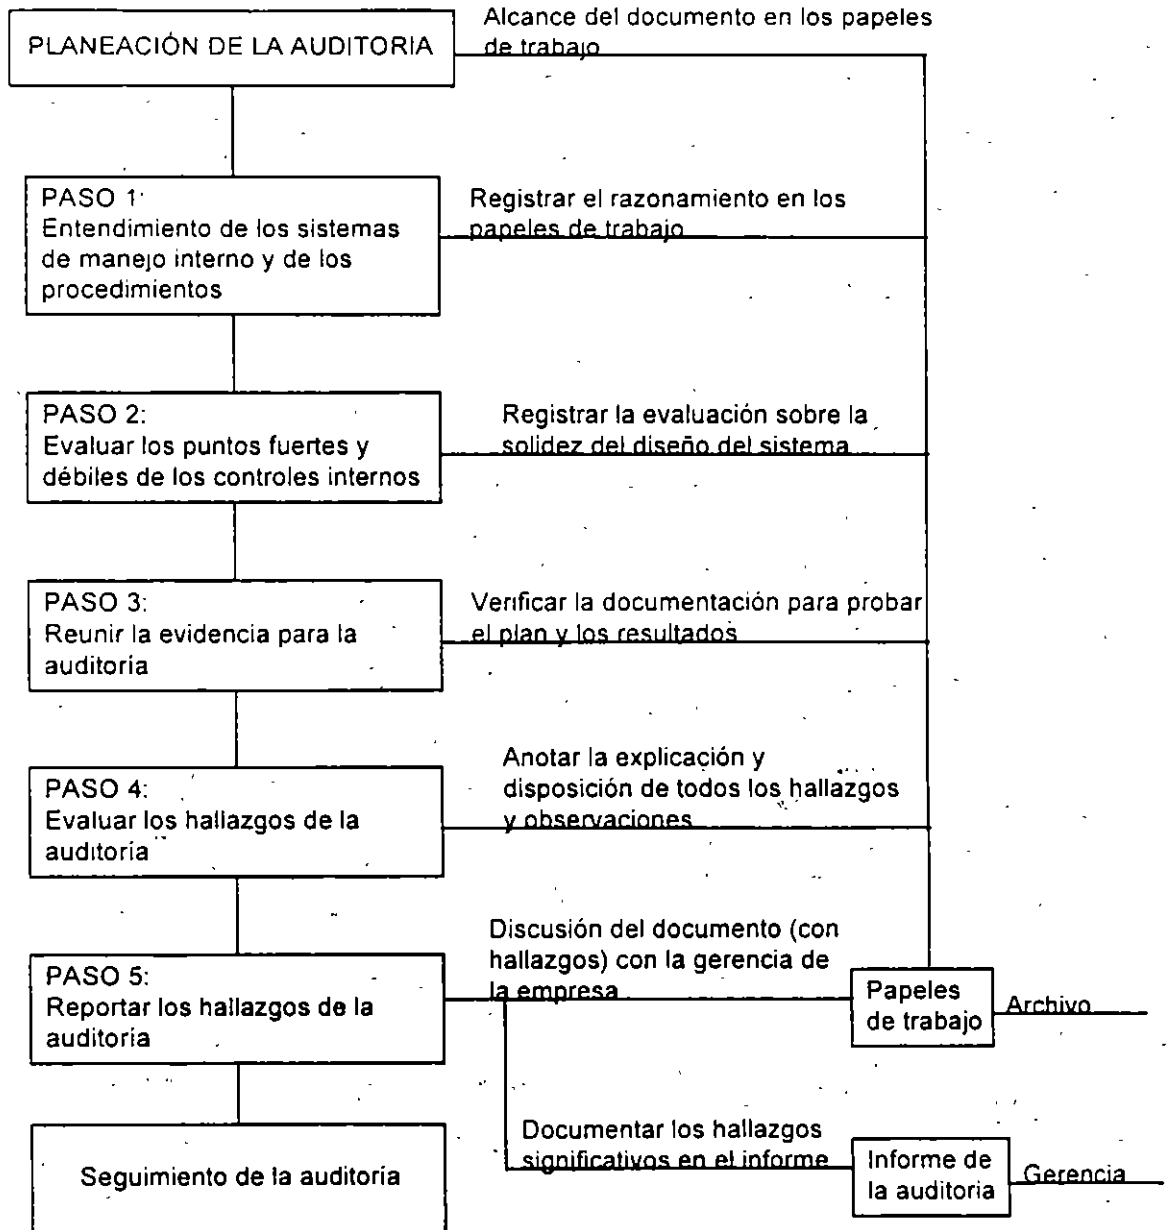 PLANEACIÓN DE LA AUDITORIA
Alcance del documento en los papeles
de trabajo
PASO 1:
Entendimiento de los sistemas
de manejo interno y de los
procedimientos
Registrar el razonamiento en los
papeles de trabajo
PASO 2:
Evaluar los puntos fuertes y
débiles de los controles internos
Registrar la evaluación sobre la
solidez del diseño del sistema
PASO 3:
Reunir la evidencia para la
auditoría
Verificar la documentación para probar
el plan y los resultados
PASO 4:
Evaluar los hallazgos de la
auditoría
Anotar la explicación y
disposición de todos los hallazgos
y observaciones
PASO 5:
Reportar los hallazgos de la
auditoría
Discusión del documento (con
hallazgos) con la gerencia de
la empresa
Papeles
de trabajo
Archivo
Seguimiento de la auditoría
Documentar los hallazgos
significativos en el informe
Informe de
la auditoria
Gerencia